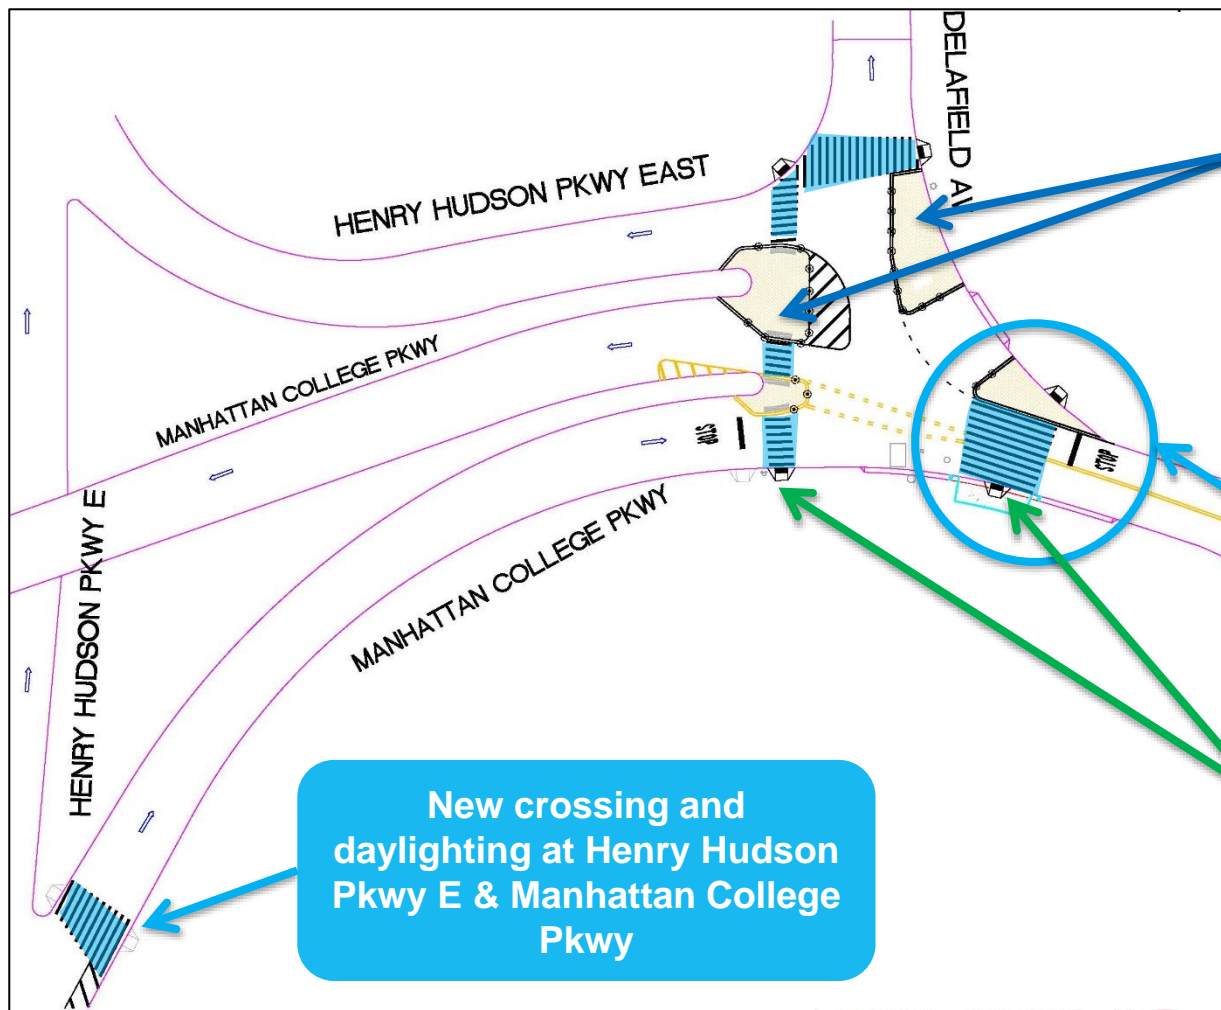 DELAFIELD AV
HENRY HUDSON PKWY EAST
MANHATTAN COLLEGE PKWY
STOP
STOP
MANHATTAN COLLEGE PKWY
HENRY HUDSON PKWY E
New crossing and
daylighting at Henry Hudson
Pkwy E & Manhattan College
Pkwy